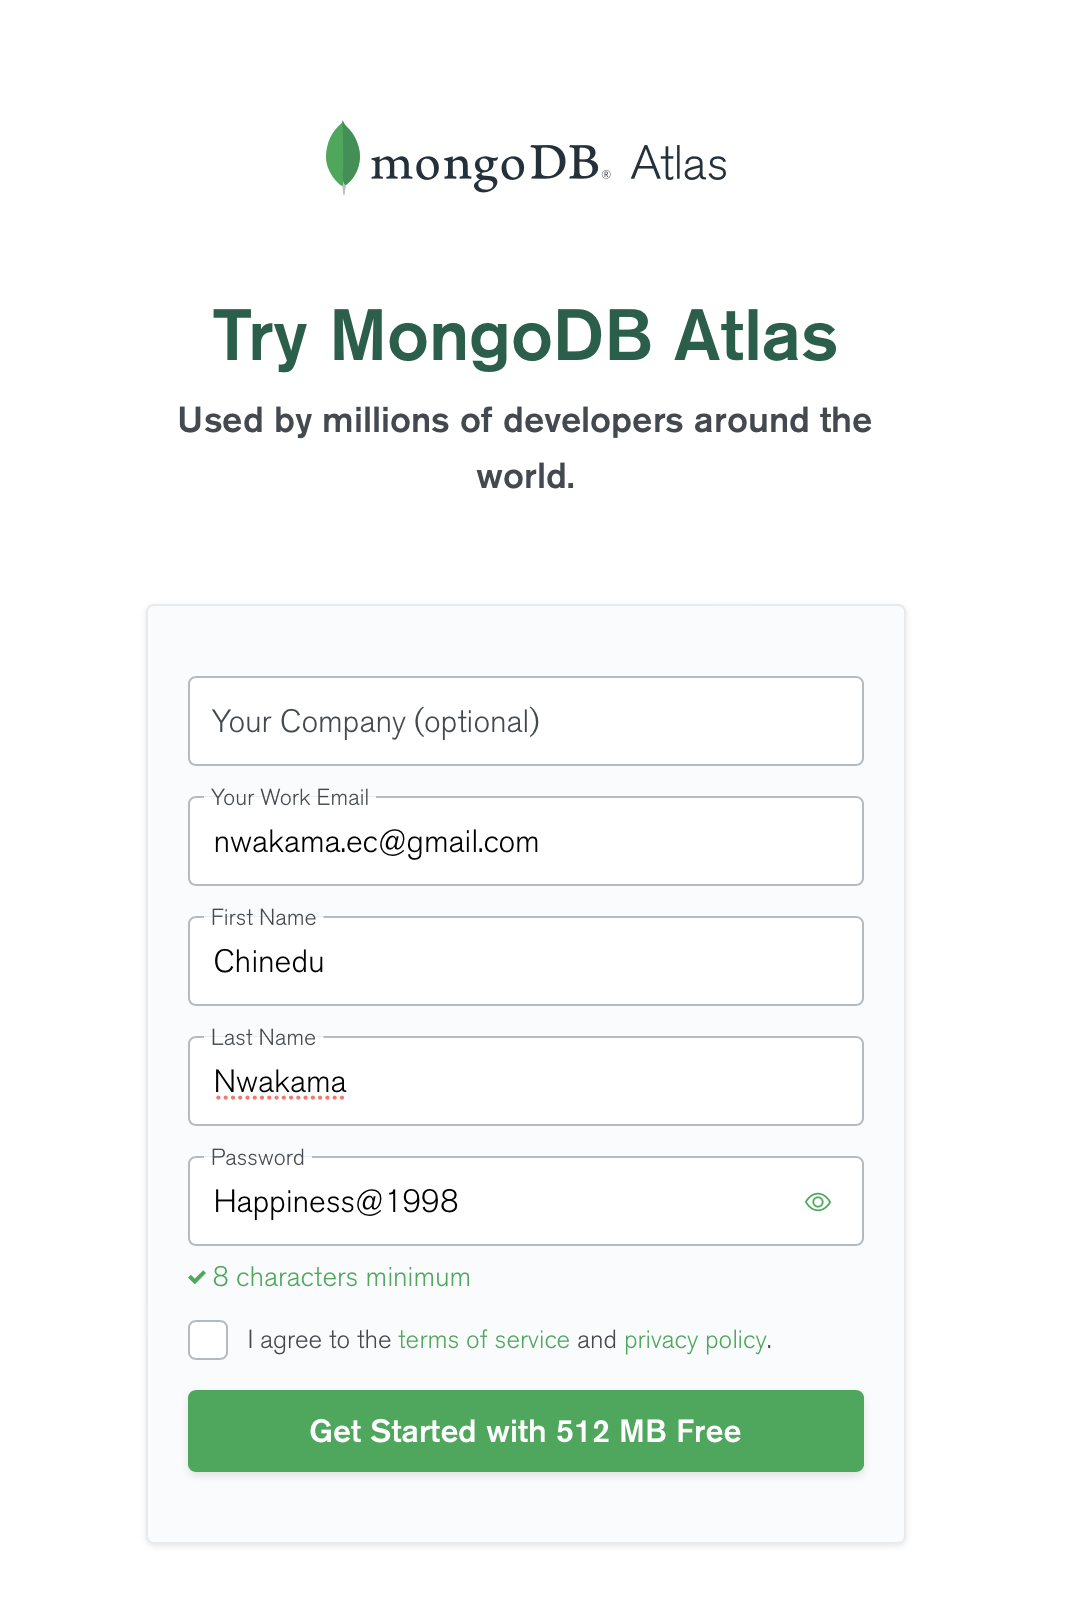 mongoDB® Atlas
Try MongoDB Atlas
Used by millions of developers around the
world.
Your Company (optional)
Your Work Email
nwakama.ec@gmail.com
First Name
Chinedu
Last Name
Nwakama
Password
Happiness@1998
8 characters minimum
I agree to the terms of service and privacy policy.
Get Started with 512 MB Free